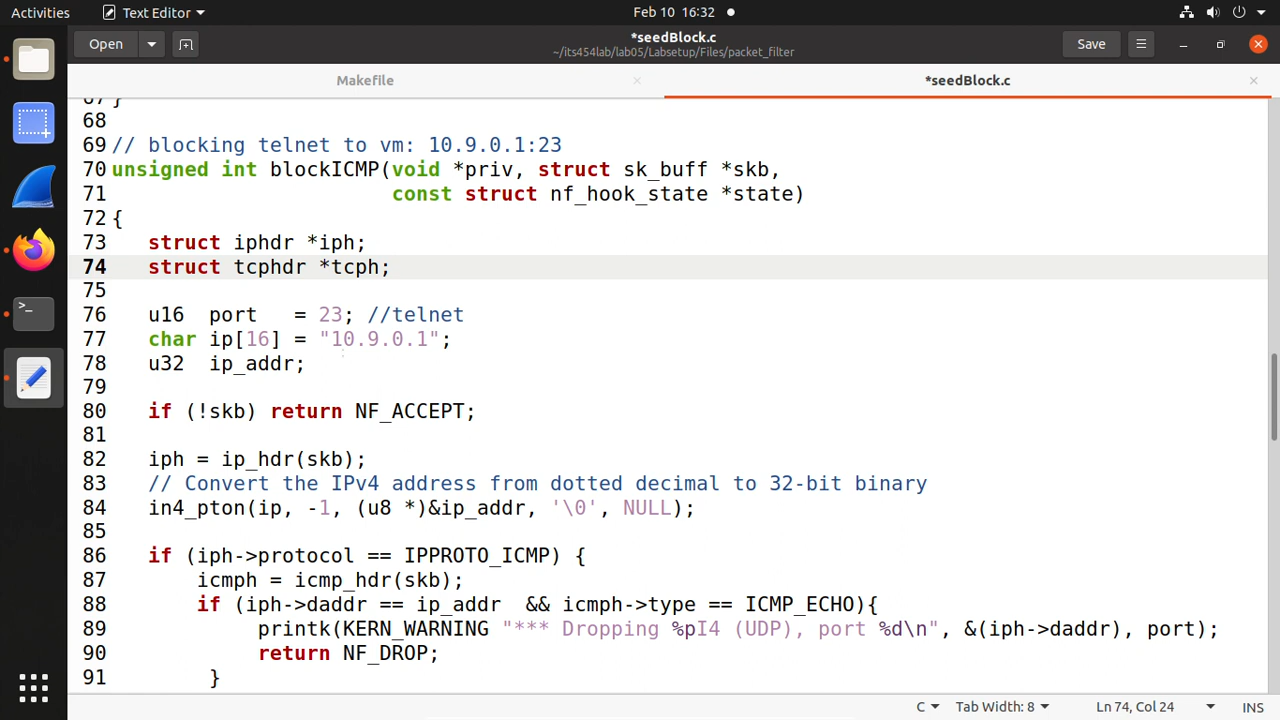 Activities
Text Editor
Feb 10 16:32
Open
*seedBlock.c
~/its454lab/lab05/Labsetup/Files/packet_filter
Save
Makefile
*seedBlock.c
67 }
68
69 // blocking telnet to vm: 10.9.0.1:23
70 unsigned int blockICMP(void *priv, struct sk_buff *skb,
71                        const struct nf_hook_state *state)
72 {
73    struct iphdr *iph;
74    struct tcphdr *tcph;
75
76    u16  port   = 23; //telnet
77    char ip[16] = "10.9.0.1";
78    u32  ip_addr;
79
80    if (!skb) return NF_ACCEPT;
81
82    iph = ip_hdr(skb);
83    // Convert the IPv4 address from dotted decimal to 32-bit binary
84    in4_pton(ip, -1, (u8 *)&ip_addr, '\0', NULL);
85
86    if (iph->protocol == IPPROTO_ICMP) {
87        icmph = icmp_hdr(skb);
88        if (iph->daddr == ip_addr  && icmph->type == ICMP_ECHO){
89             printk(KERN_WARNING "*** Dropping %pI4 (UDP), port %d\n", &(iph->daddr), port);
90             return NF_DROP;
91         }
C
Tab Width: 8
Ln 74, Col 24
INS